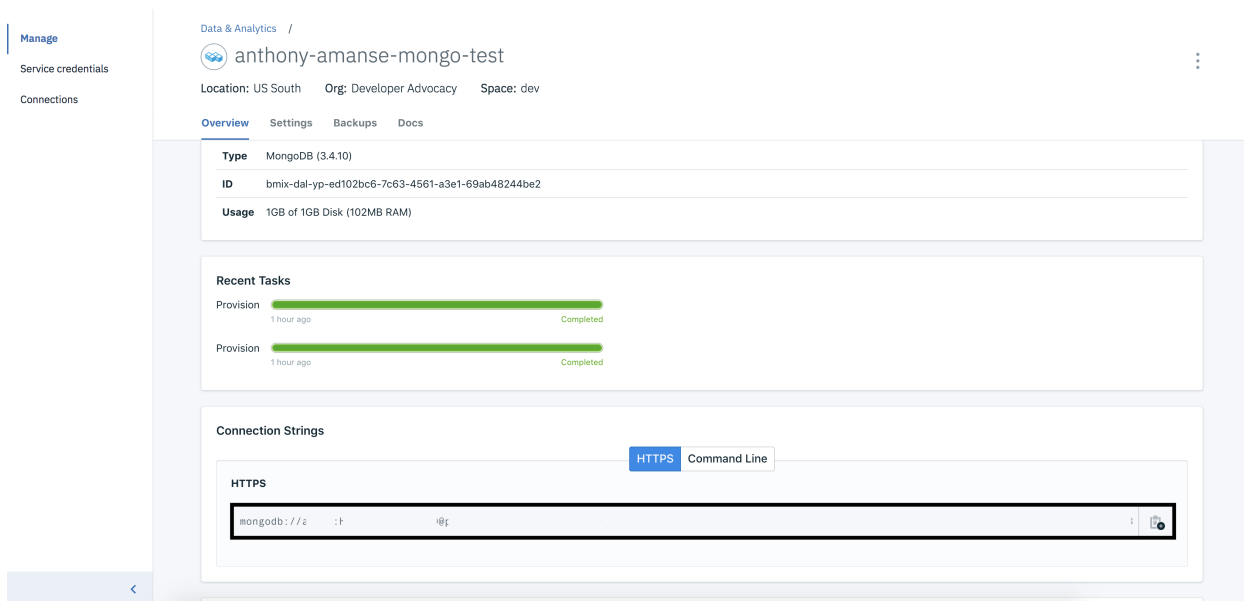 Manage
Service credentials
Connections
Data & Analytics /
anthony-amanse-mongo-test
Location: US South Org: Developer Advocacy Space: dev
Overview Settings Backups Docs
Type MongoDB (3.4.10)
ID bmix-dal-yp-ed102bc6-7c63-4561-a3e1-69ab48244be2
Usage 1GB of 1GB Disk (102MB RAM)
Recent Tasks
Provision
1 hour ago Completed
Provision
1 hour ago Completed
Connection Strings
HTTPS Command Line
HTTPS
mongodb://a